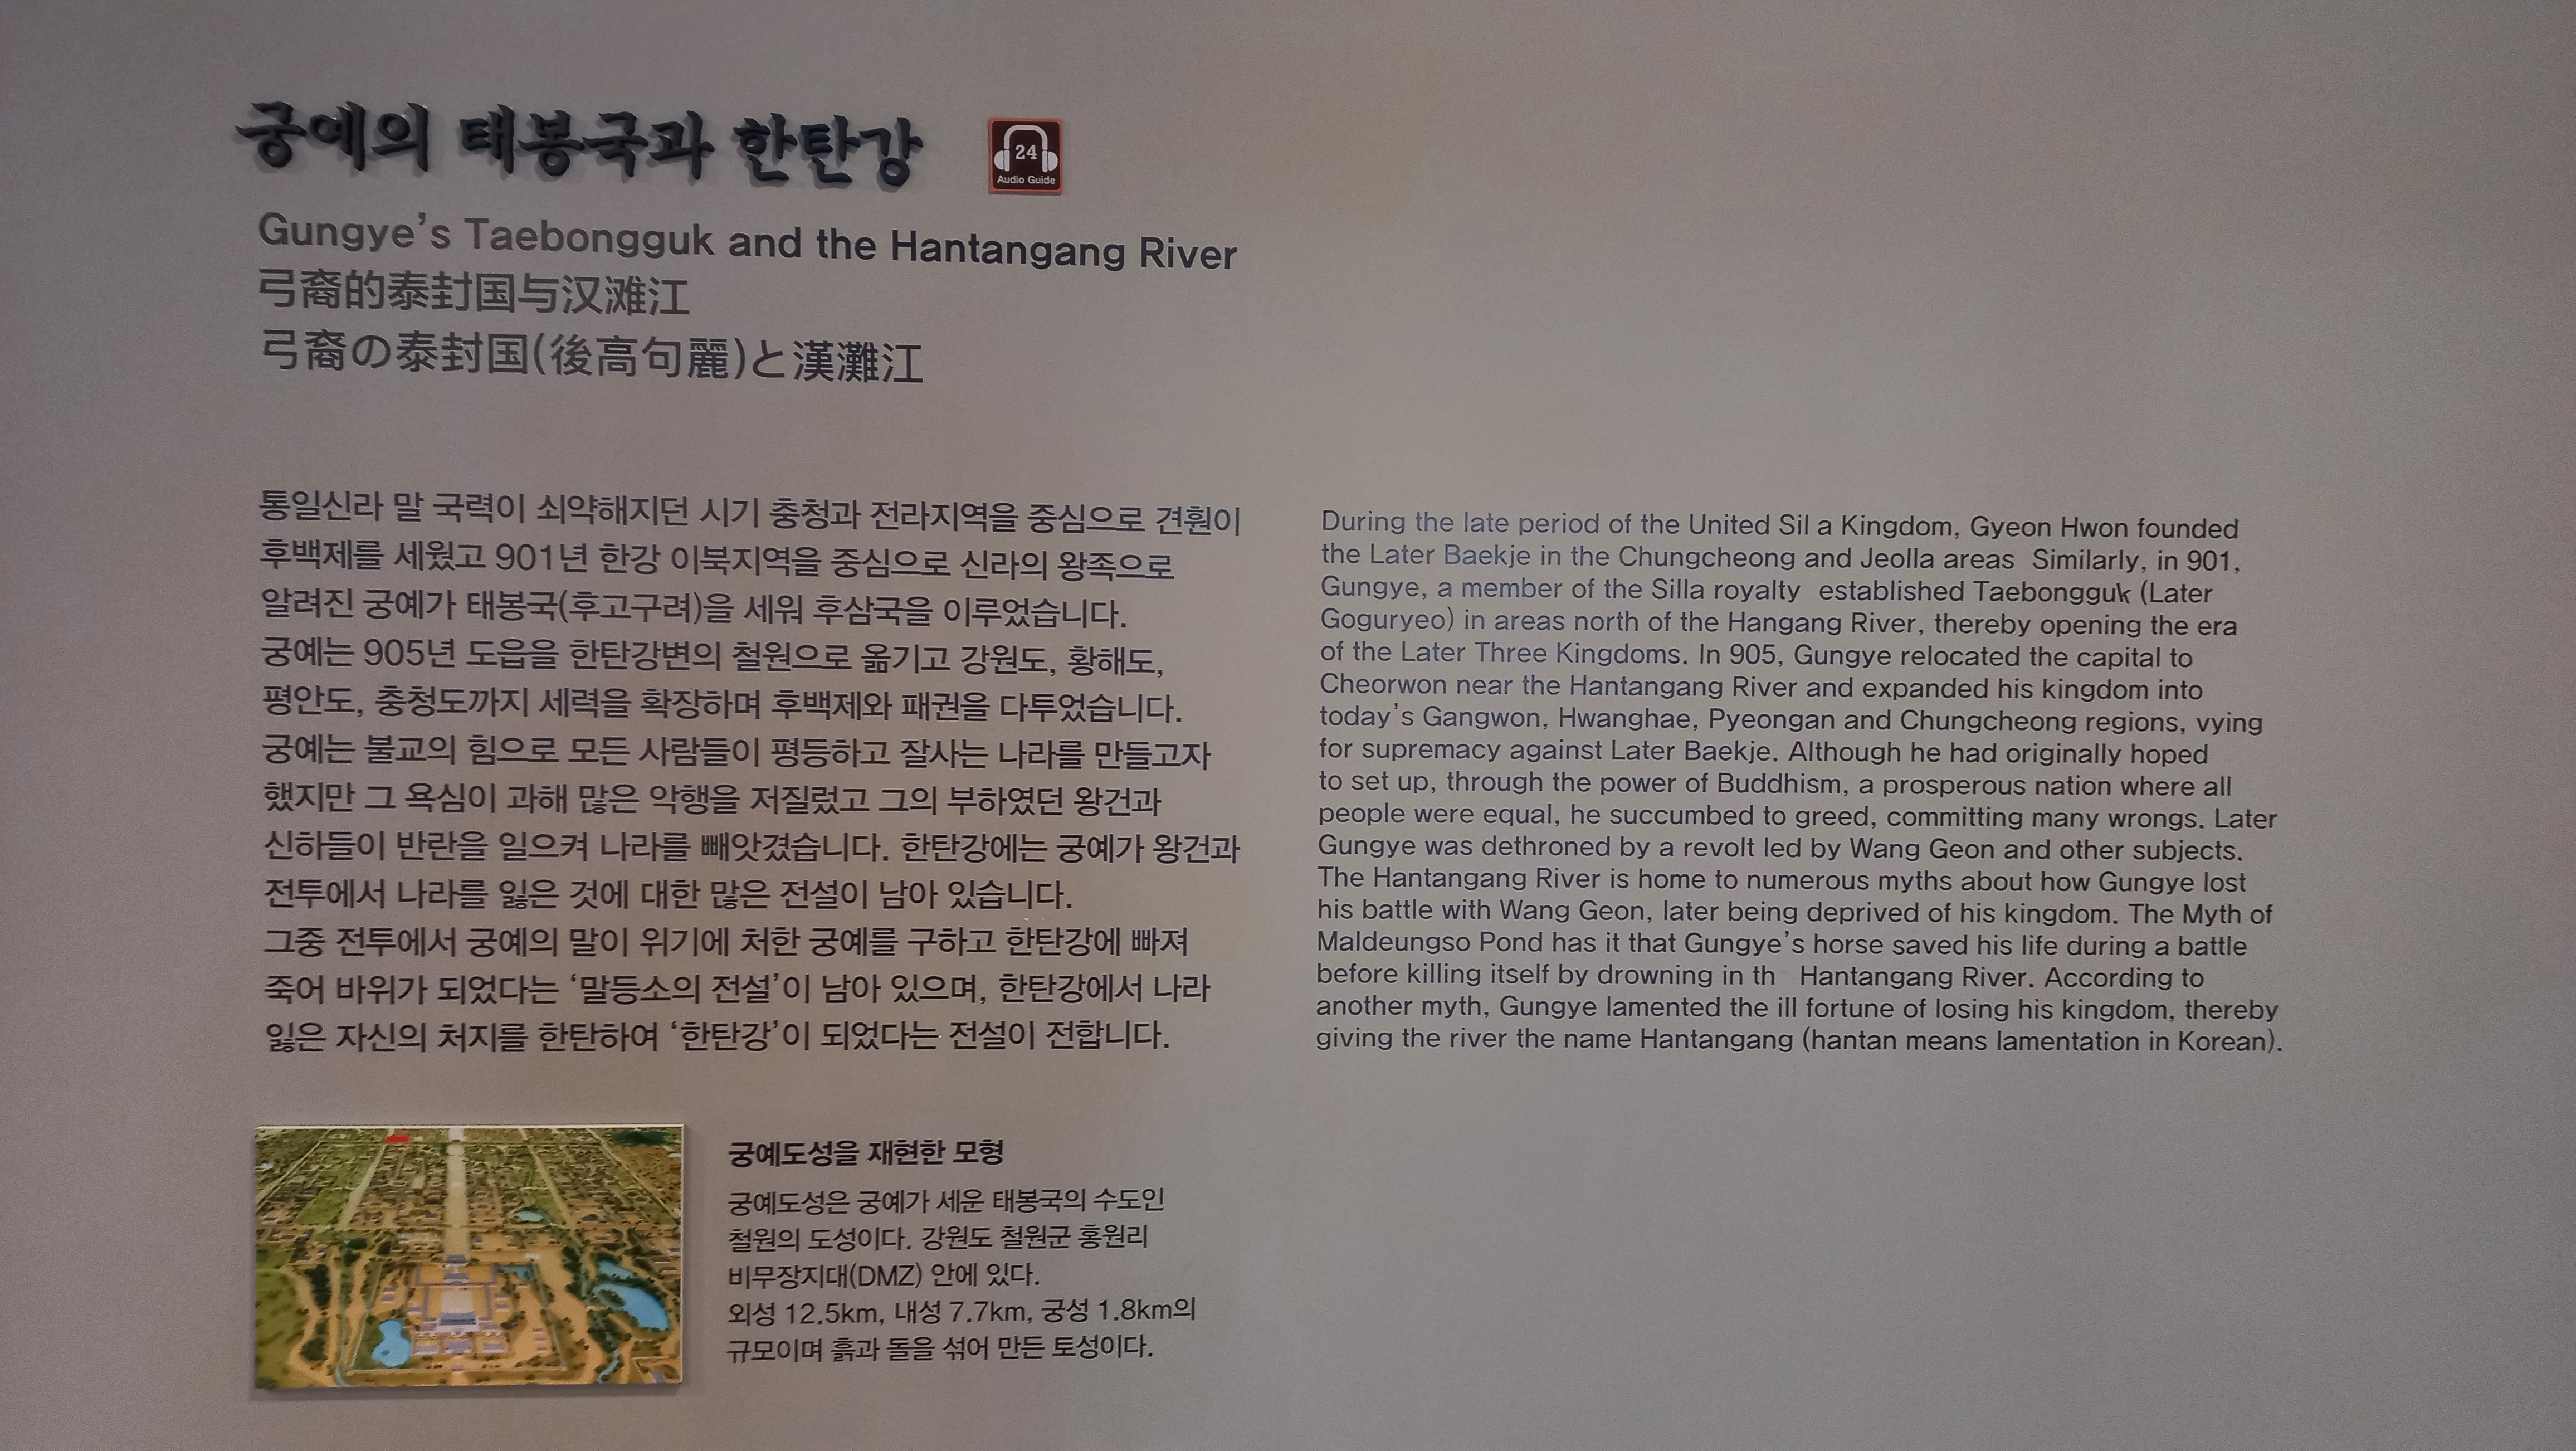 궁예의 태봉국과 한탄강
24
Audio Guide
Gungye's Taebongguk and the Hantangang River
弓裔的泰封国与汉滩江
弓裔の泰封国(後高句麗)と漢灘江
통일신라 말 국력이 쇠약해지던 시기 충청과 전라지역을 중심으로 견훤이
후백제를 세웠고 901년 한강 이북지역을 중심으로 신라의 왕족으로
알려진 궁예가 태봉국(후고구려)을 세워 후삼국을 이루었습니다.
궁예는 905년 도읍을 한탄강변의 철원으로 옮기고 강원도, 황해도,
평안도, 충청도까지 세력을 확장하며 후백제와 패권을 다투었습니다.
궁예는 불교의 힘으로 모든 사람들이 평등하고 잘사는 나라를 만들고자
했지만 그 욕심이 과해 많은 악행을 저질렀고 그의 부하였던 왕건과
신하들이 반란을 일으켜 나라를 빼앗겼습니다. 한탄강에는 궁예가 왕건과
전투에서 나라를 잃은 것에 대한 많은 전설이 남아 있습니다.
그중 전투에서 궁예의 말이 위기에 처한 궁예를 구하고 한탄강에 빠져
죽어 바위가 되었다는 ‘말등소의 전설’이 남아 있으며, 한탄강에서 나라
잃은 자신의 처지를 한탄하여 ‘한탄강’이 되었다는 전설이 전합니다.
During the late period of the United Sil a Kingdom, Gyeon Hwon founded
the Later Baekje in the Chungcheong and Jeolla areas Similarly, in 901,
Gungye, a member of the Silla royalty established Taebongguk (Later
Goguryeo) in areas north of the Hangang River, thereby opening the era
of the Later Three Kingdoms. In 905, Gungye relocated the capital to
Cheorwon near the Hantangang River and expanded his kingdom into
today's Gangwon, Hwanghae, Pyeongan and Chungcheong regions, vying
for supremacy against Later Baekje. Although he had originally hoped
to set up, through the power of Buddhism, a prosperous nation where all
people were equal, he succumbed to greed, committing many wrongs. Later
Gungye was dethroned by a revolt led by Wang Geon and other subjects.
The Hantangang River is home to numerous myths about how Gungye lost
his battle with Wang Geon, later being deprived of his kingdom. The Myth of
Maldeungso Pond has it that Gungye's horse saved his life during a battle
before killing itself by drowning in th Hantangang River. According to
another myth, Gungye lamented the ill fortune of losing his kingdom, thereby
giving the river the name Hantangang (hantan means lamentation in Korean).
궁예도성을 재현한 모형
궁예도성은 궁예가 세운 태봉국의 수도인
철원의 도성이다. 강원도 철원군 홍원리
비무장지대(DMZ) 안에 있다.
외성 12.5km, 내성 7.7km, 궁성 1.8km의
규모이며 흙과 돌을 섞어 만든 토성이다.